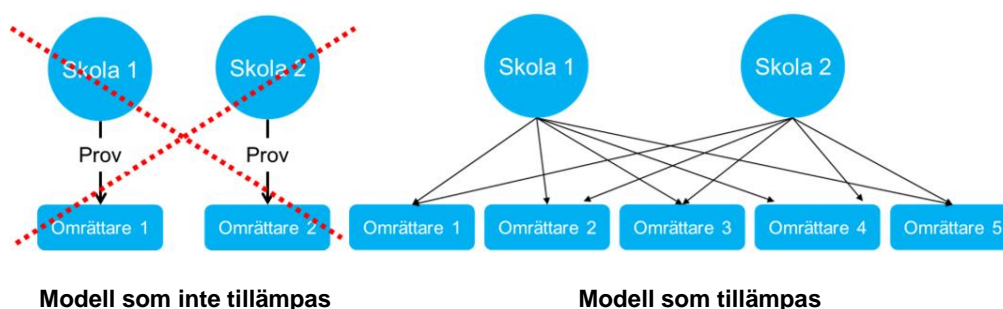 Skola 1
Skola 2
Prov
Prov
Omrättare 1
Omrättare 2
Modell som inte tillämpas
Skola 1
Skola 2
Omrättare 1
Omrättare 2
Omrättare 3
Omrättare 4
Omrättare 5
Modell som tillämpas